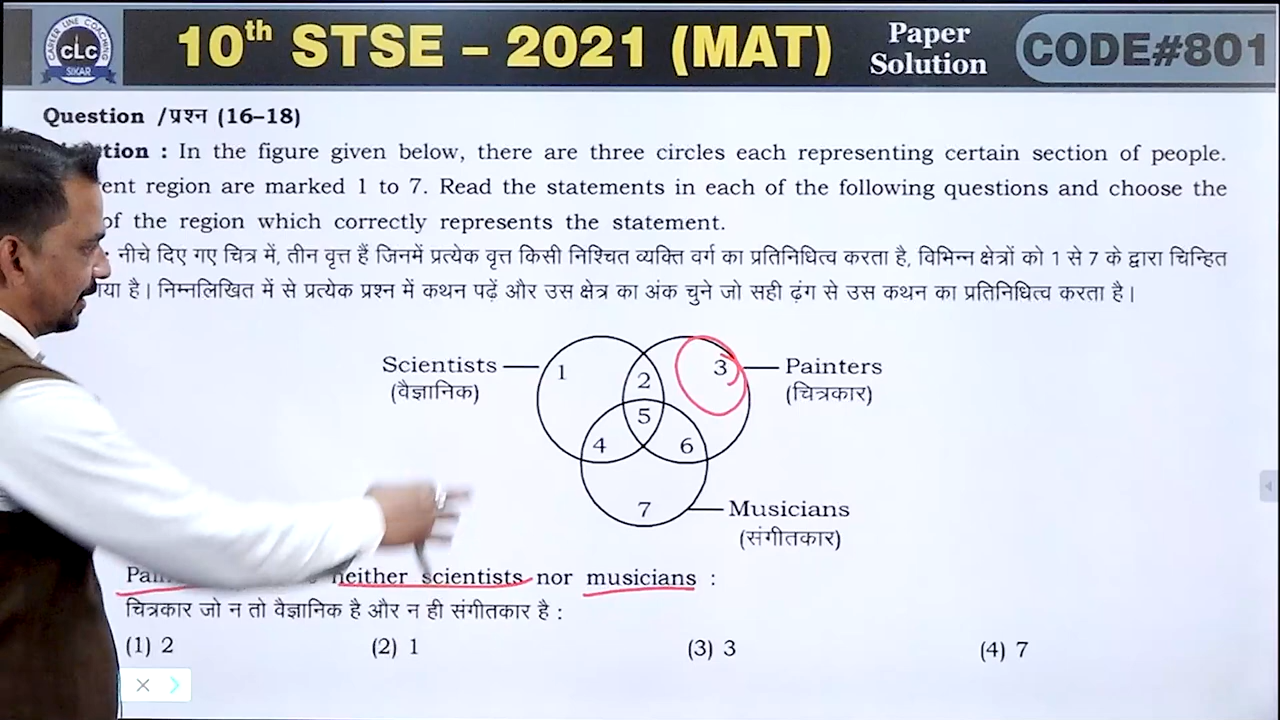 CAREER LINE COACHING
CLC
SIKAR
10th STSE – 2021 (MAT)
Paper
Solution
CODE#801
Question /प्रश्न (16–18)
: In the figure given below, there are three circles each representing certain section of people.
region are marked 1 to 7. Read the statements in each of the following questions and choose the
of the region which correctly represents the statement.
नीचे दिए गए चित्र में, तीन वृत्त हैं जिनमें प्रत्येक वृत्त किसी निश्चित व्यक्ति वर्ग का प्रतिनिधित्व करता है, विभिन्न क्षेत्रों को 1 से 7 के द्वारा चिन्हित
है। निम्नलिखित में से प्रत्येक प्रश्न में कथन पढ़ें और उस क्षेत्र का अंक चुने जो सही ढ़ंग से उस कथन का प्रतिनिधित्व करता है।
Scientists
(वैज्ञानिक)
1
2
3
Painters
(चित्रकार)
5
4
6
7
Musicians
(संगीतकार)
neither scientists nor musicians :
चित्रकार जो न तो वैज्ञानिक है और न ही संगीतकार है :
(1) 2
(2) 1
(3) 3
(4) 7